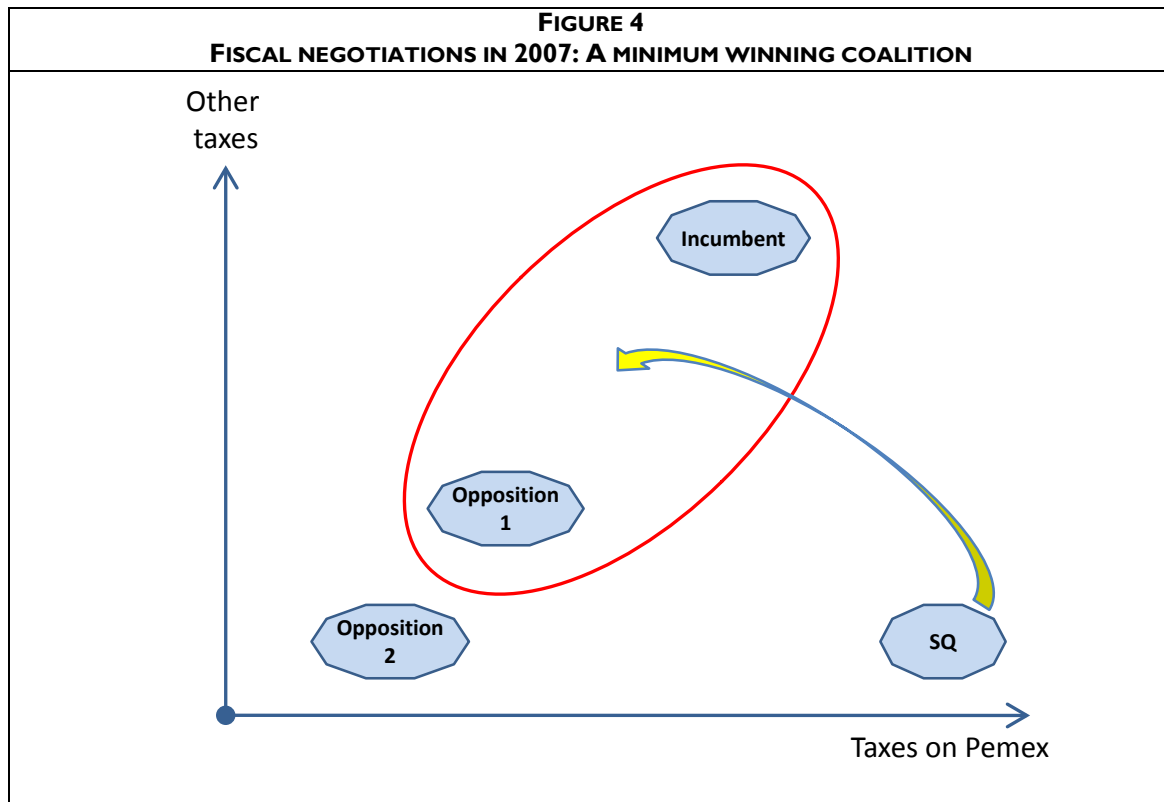 FIGURE 4
FISCAL NEGOTIATIONS IN 2007: A MINIMUM WINNING COALITION
Other
taxes
Incumbent
Opposition
1
Opposition
2
SQ
Taxes on Pemex